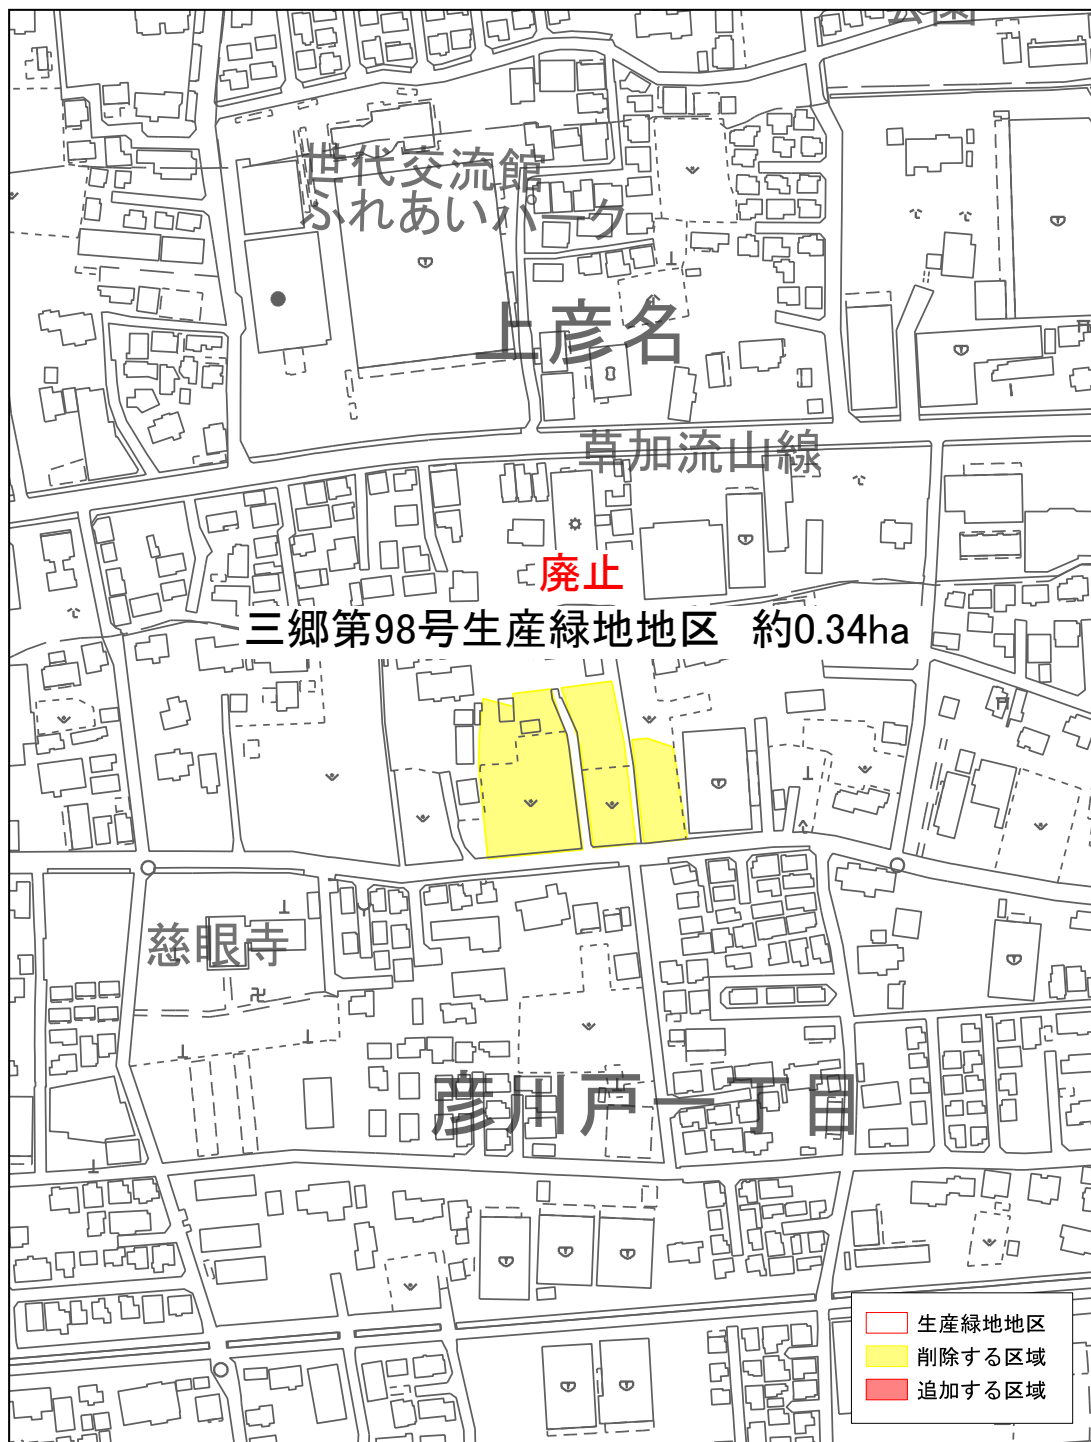 公園
世代交流館
ふれあいパーク
上彦名
草加流山線
廃止
三郷第98号生産緑地地区　約0.34ha
慈眼寺
彦川戸一丁目
生産緑地地区
削除する区域
追加する区域